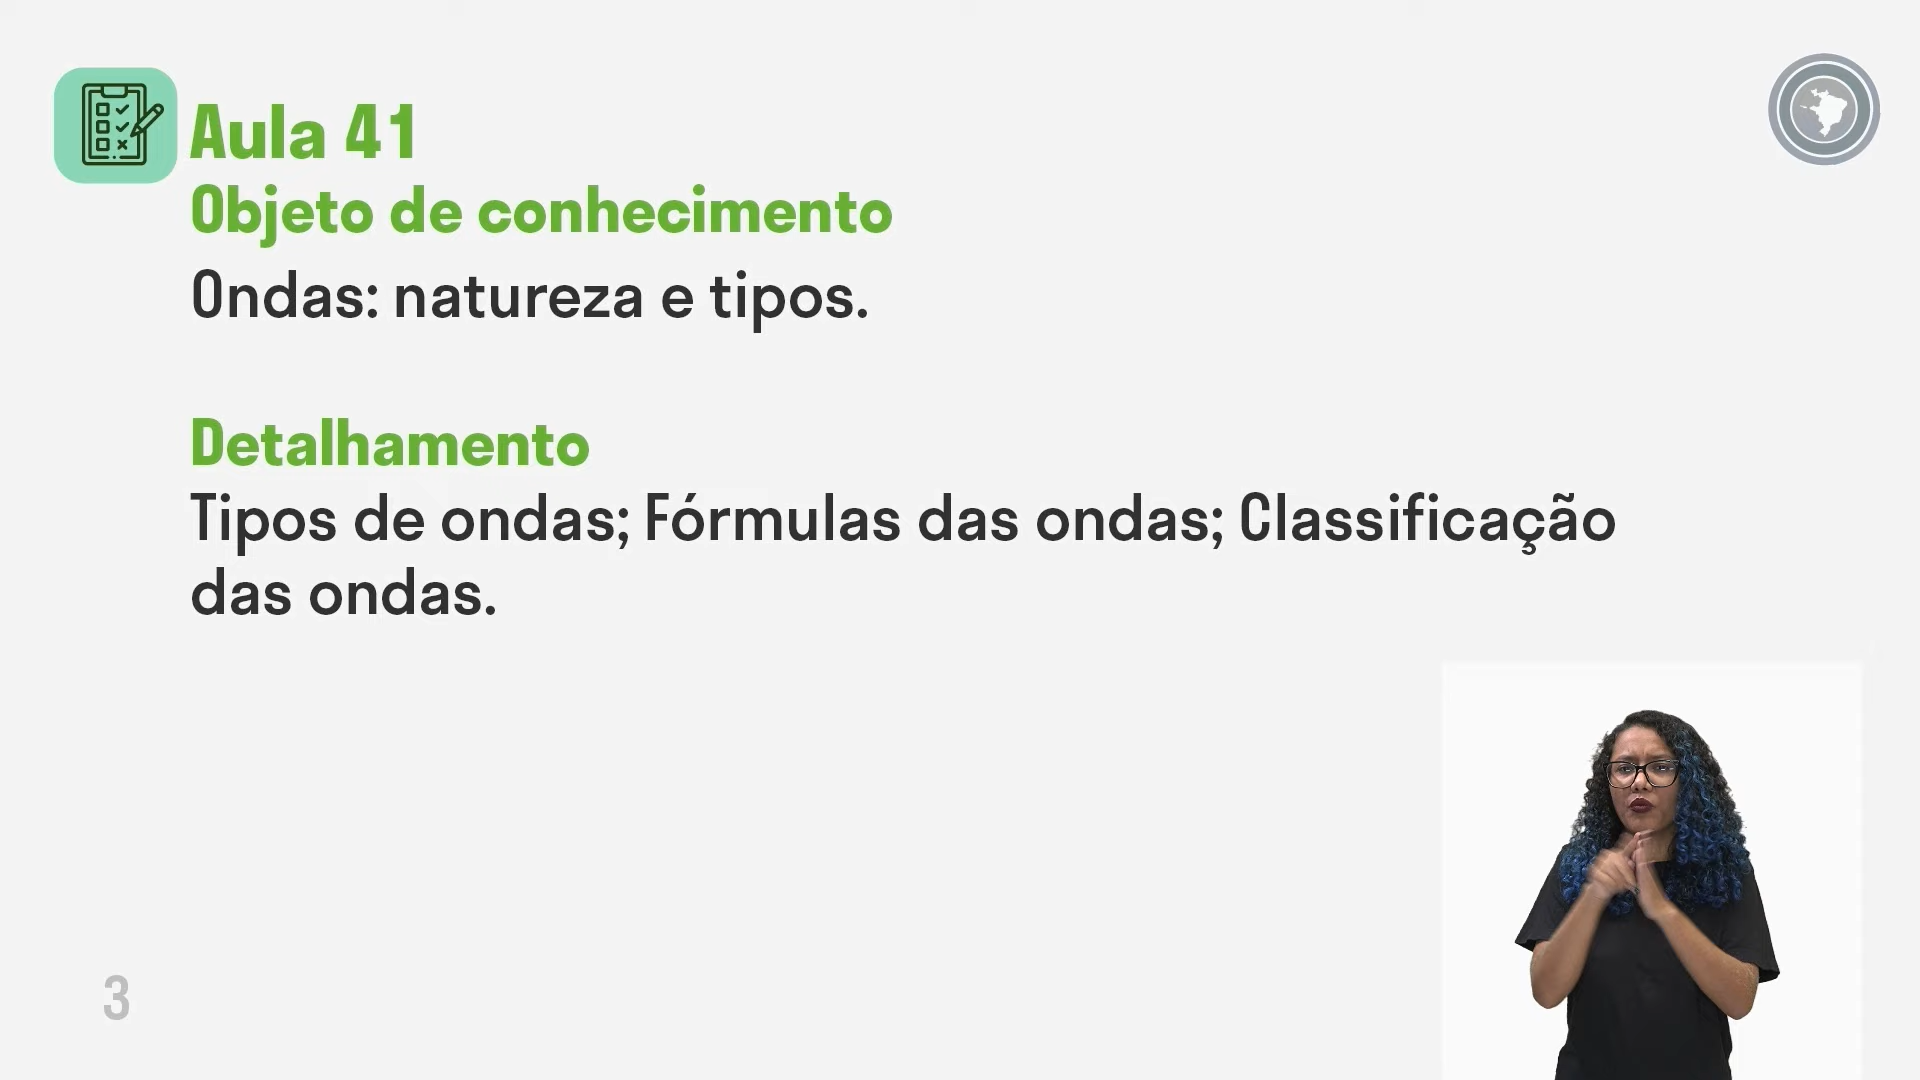 Aula 41
Objeto de conhecimento
Ondas: natureza e tipos.
Detalhamento
Tipos de ondas; Fórmulas das ondas; Classificação
das ondas.
3